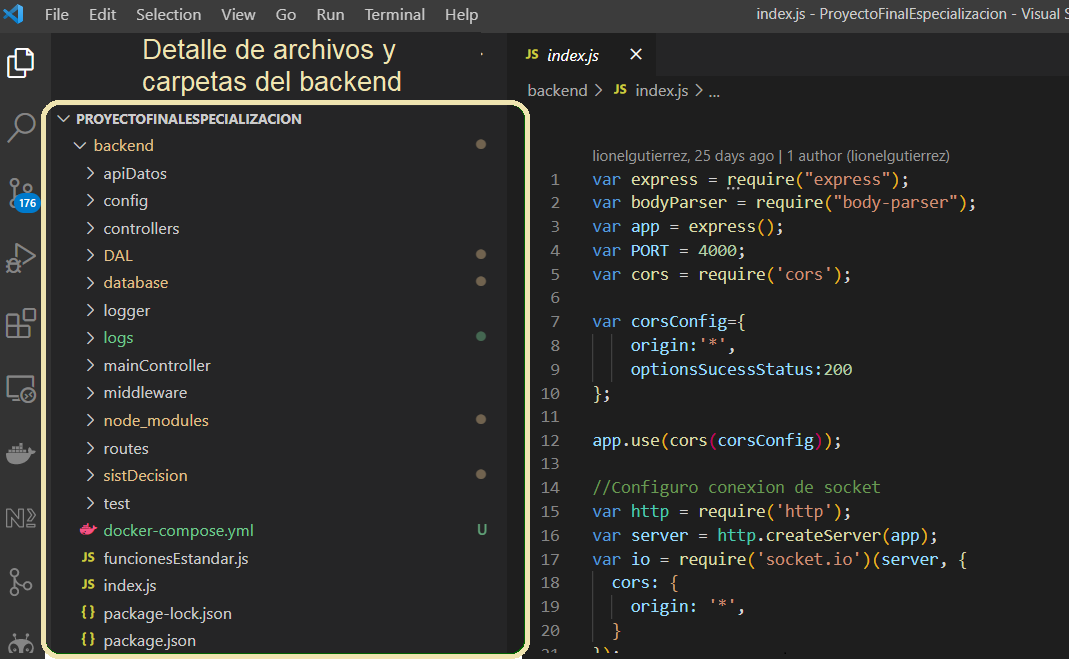 File Edit Selection View Go Run Terminal Help
index.js - ProyectoFinalEspecializacion - Visual
Detalle de archivos y
carpetas del backend
176
PROYECTOFINALESPECIALIZACION
backend
apiDatos
config
controllers
DAL
database
logger
logs
mainController
middleware
node_modules
routes
sistDecision
test
docker-compose.yml U
JS funcionesEstandar.js
JS index.js
{} package-lock.json
{} package.json
JS index.js
backend > JS index.js > ...
lionelgutierrez, 25 days ago | 1 author (lionelgutierrez)
1 var express = require("express");
2 var bodyParser = require("body-parser");
3 var app = express();
4 var PORT = 4000;
5 var cors = require('cors');
6
7 var corsConfig={
8 origin:'*',
9 optionsSucessStatus:200
10 };
11
12 app.use(cors(corsConfig));
13
14 //Configuro conexion de socket
15 var http = require('http');
16 var server = http.createServer(app);
17 var io = require('socket.io')(server, {
18 cors: {
19 origin: '*',
20 }